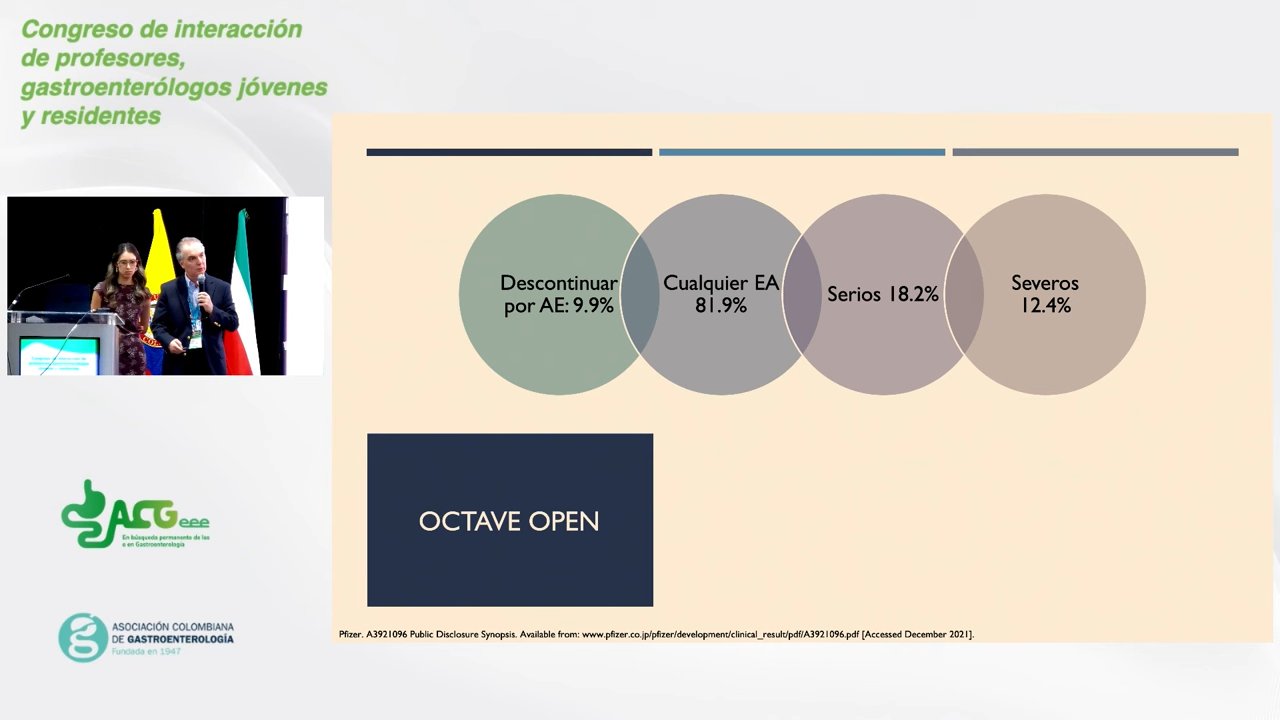 Congreso de interacción
de profesores,
gastroenterólogos jóvenes
y residentes
Descontinuar
por AE: 9.9%
Cualquier EA
81.9%
Serios 18.2%
Severos
12.4%
OCTAVE OPEN
Pfizer. A3921096 Public Disclosure Synopsis. Available from: www.pfizer.co.jp/pfizer/development/clinical_result/pdf/A3921096.pdf [Accessed December 2021].
ACG eee
En búsqueda permanente de las
e en Gastroenterología
ASOCIACIÓN COLOMBIANA
DE GASTROENTEROLOGÍA
Fundada en 1947